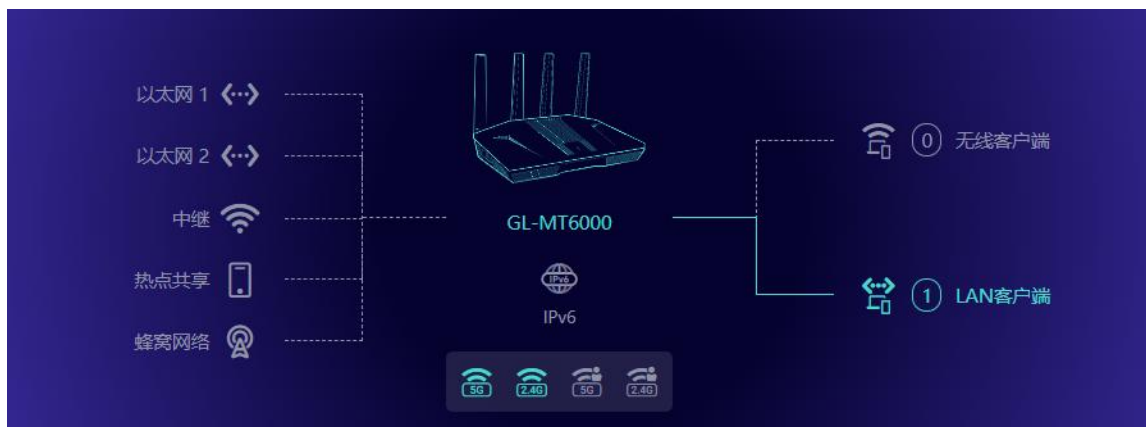 以太网 1
以太网 2
中继
热点共享
蜂窝网络
GL-MT6000
IPv6
IPv6
5G
2.4G
5G
2.4G
0 无线客户端
1 LAN客户端